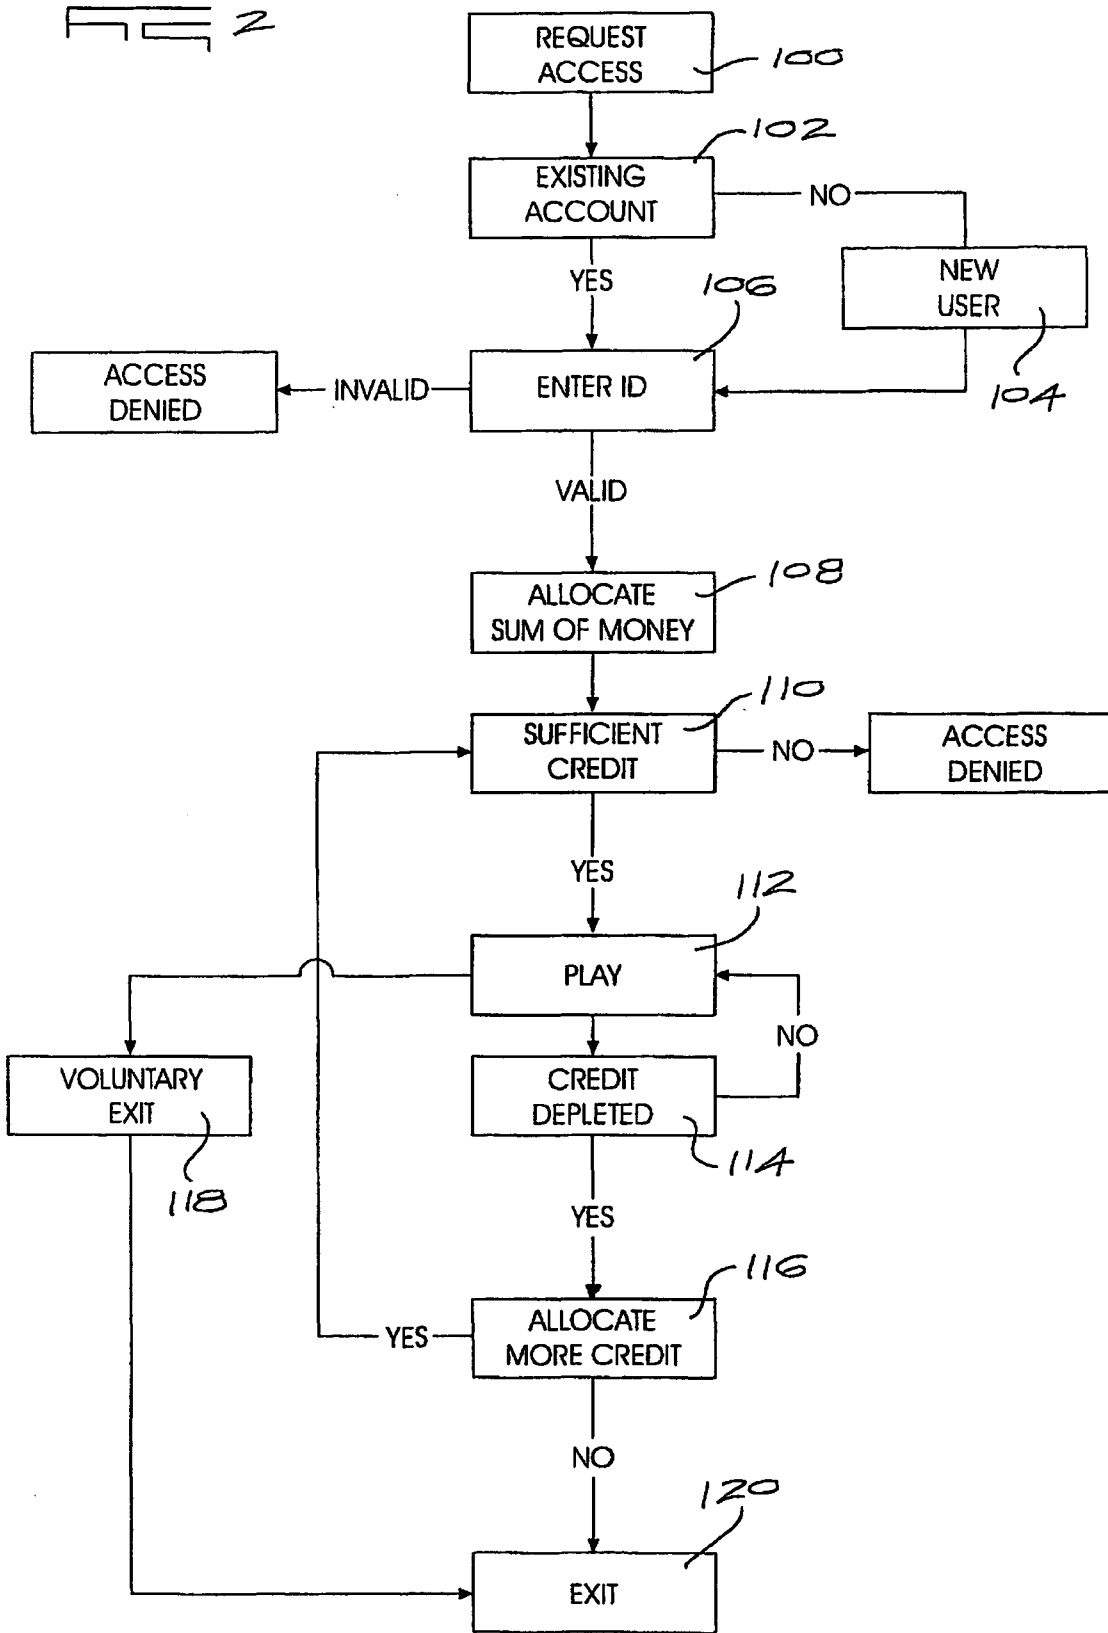 2
REQUEST
ACCESS
100
102
EXISTING
ACCOUNT
NO
YES
106
NEW
USER
104
ACCESS
DENIED
INVALID
ENTER ID
VALID
108
ALLOCATE
SUM OF MONEY
110
SUFFICIENT
CREDIT
NO
ACCESS
DENIED
YES
112
PLAY
NO
VOLUNTARY
EXIT
118
CREDIT
DEPLETED
114
YES
116
ALLOCATE
MORE CREDIT
YES
NO
120
EXIT